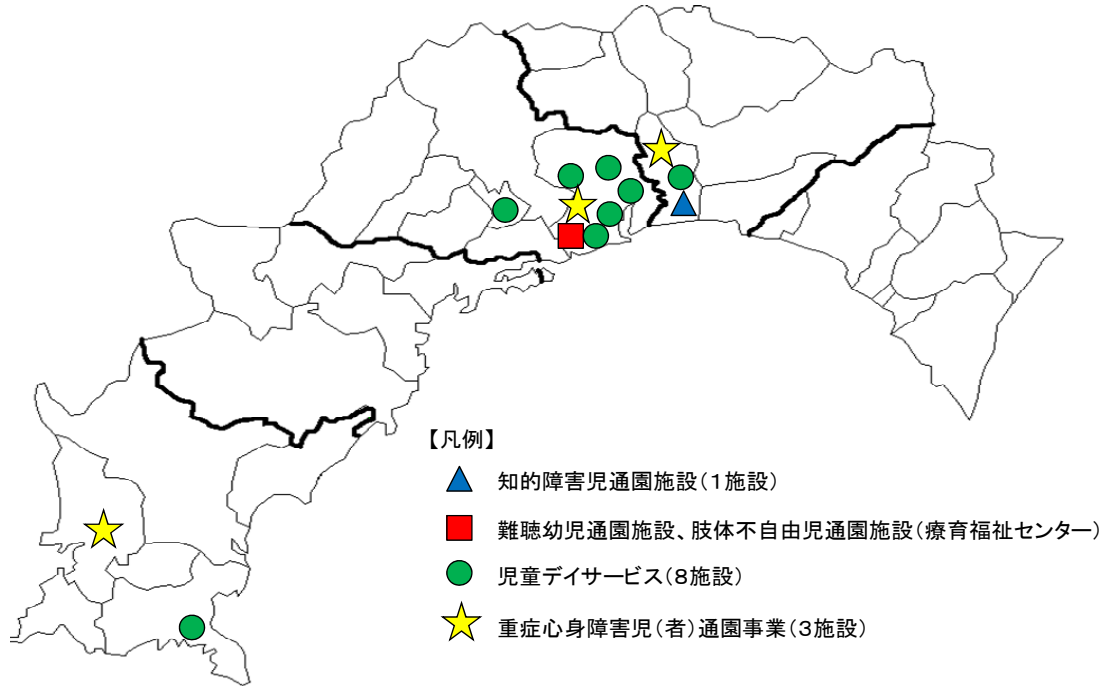 【凡例】
知的障害児通園施設(1施設)
難聴幼児通園施設、肢体不自由児通園施設(療育福祉センター)
児童デイサービス(8施設)
重症心身障害児(者)通園事業(3施設)